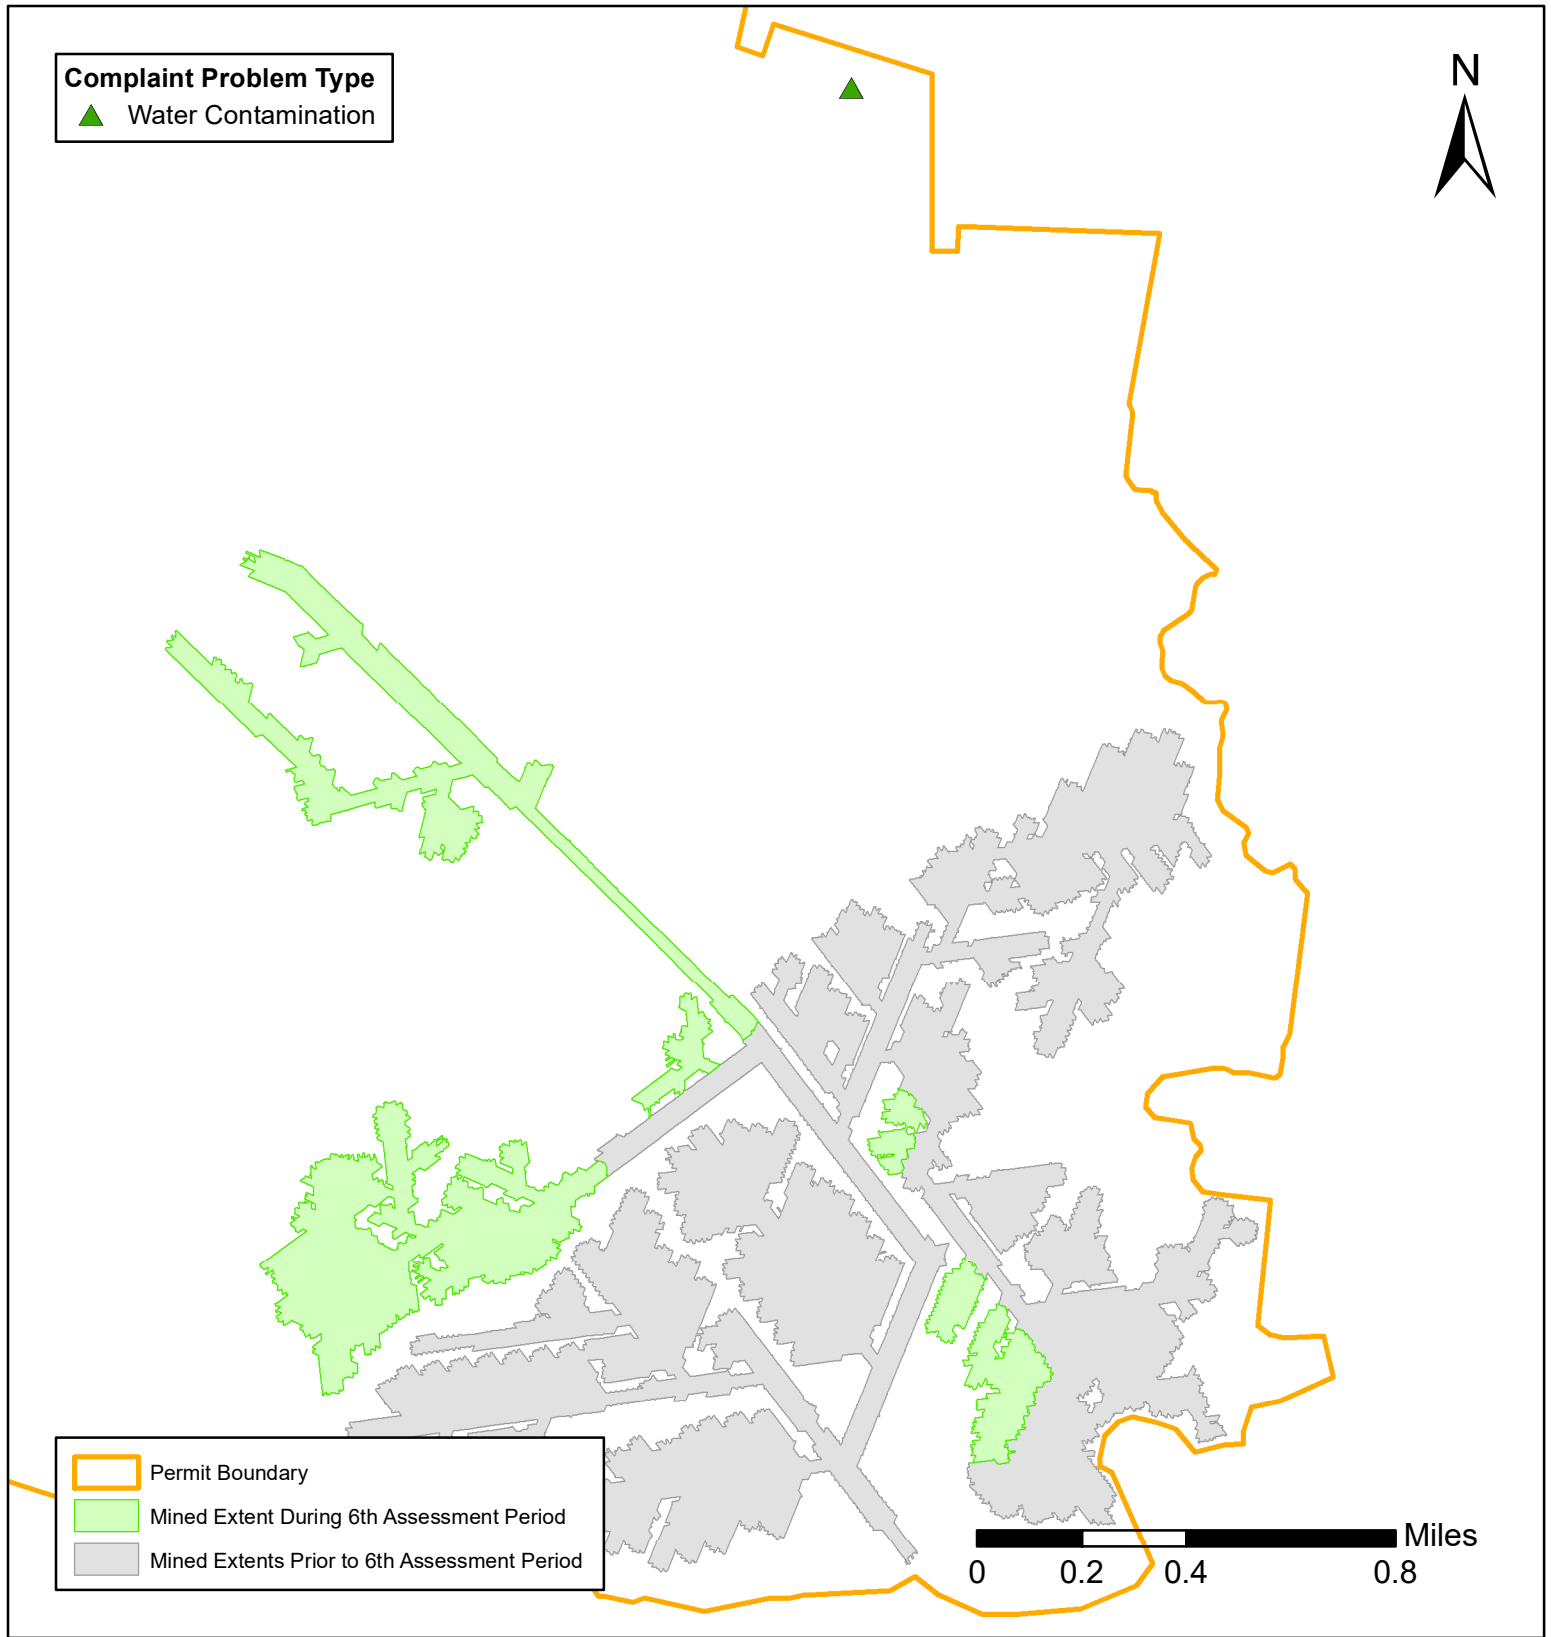 Complaint Problem Type
Water Contamination
N
Permit Boundary
Mined Extent During 6th Assessment Period
Mined Extents Prior to 6th Assessment Period
Miles
0 0.2 0.4 0.8